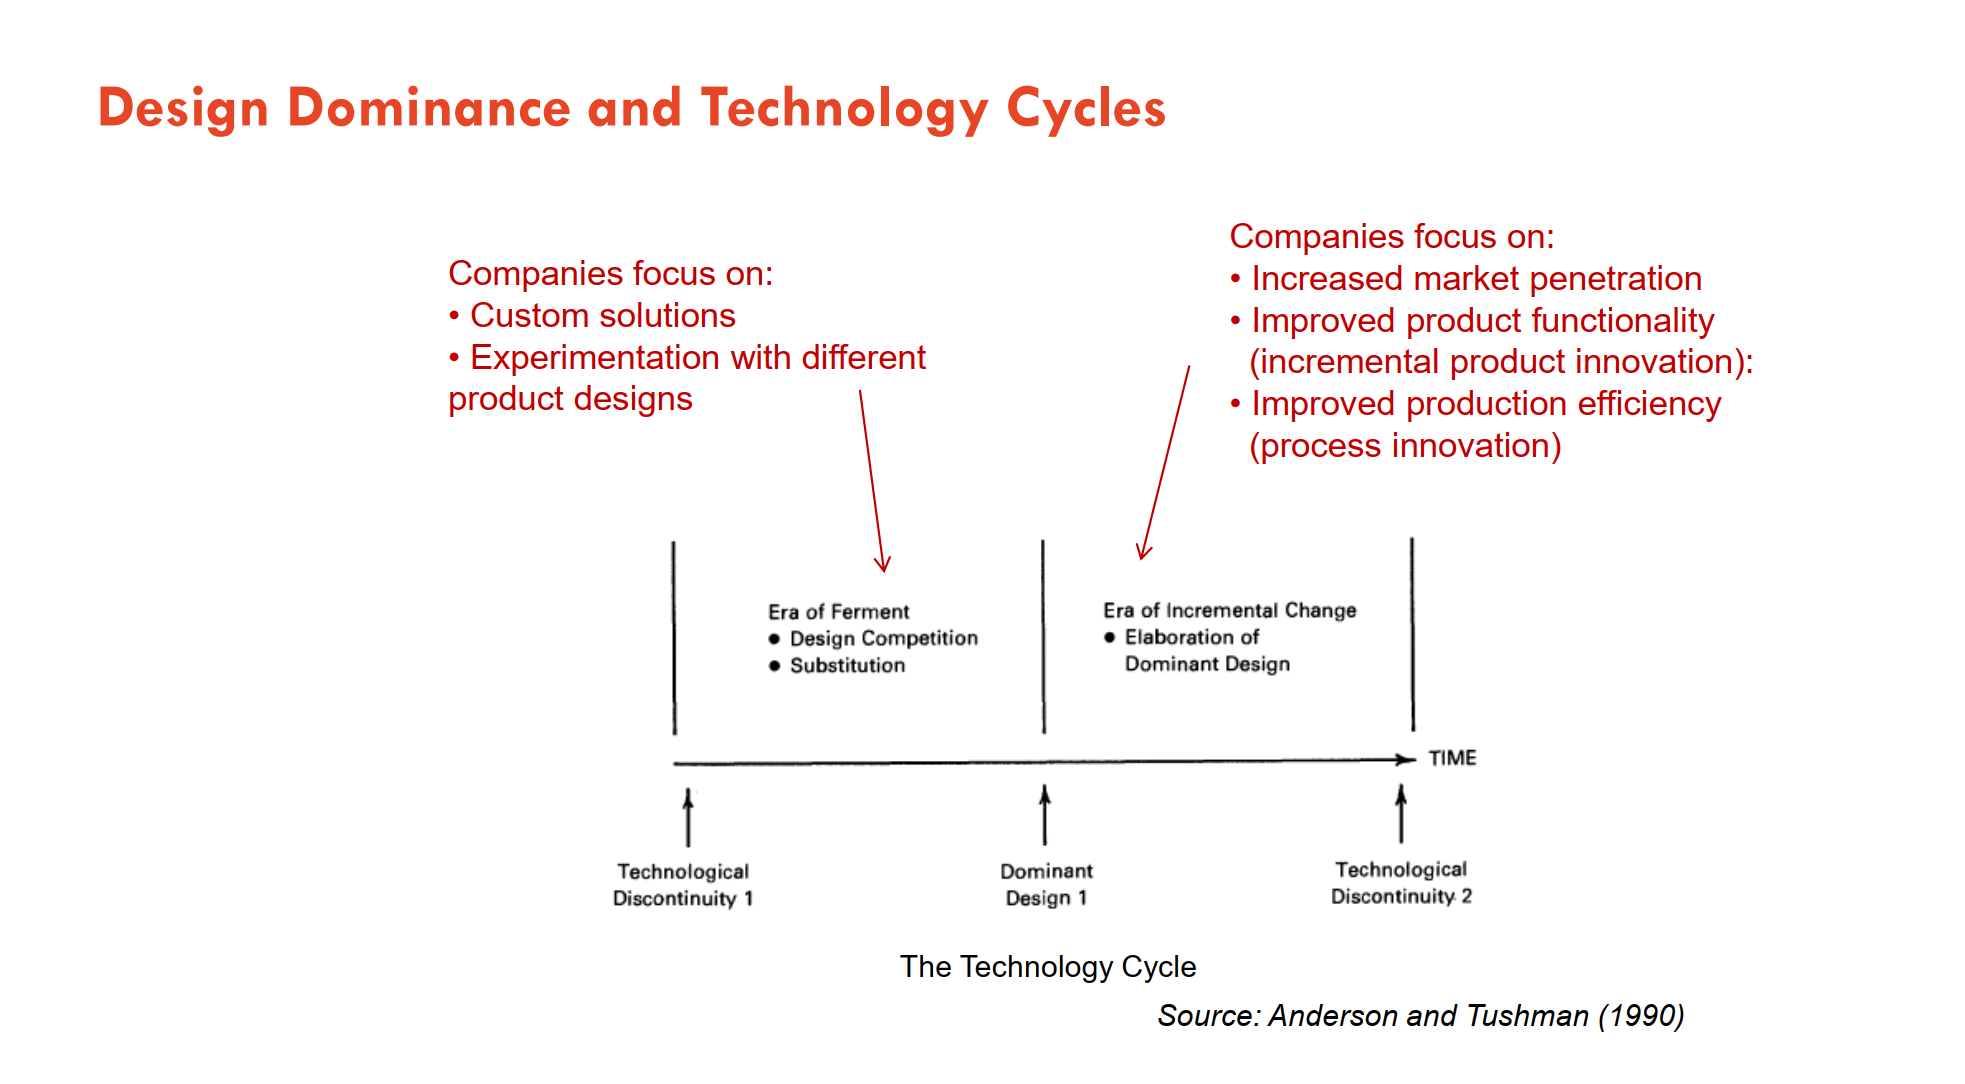 Design Dominance and Technology Cycles
Companies focus on:
• Custom solutions
• Experimentation with different
product designs
Companies focus on:
• Increased market penetration
• Improved product functionality
(incremental product innovation):
• Improved production efficiency
(process innovation)
Era of Ferment
● Design Competition
● Substitution
Era of Incremental Change
● Elaboration of
Dominant Design
TIME
Technological
Discontinuity 1
Dominant
Design 1
Technological
Discontinuity 2
The Technology Cycle
Source: Anderson and Tushman (1990)